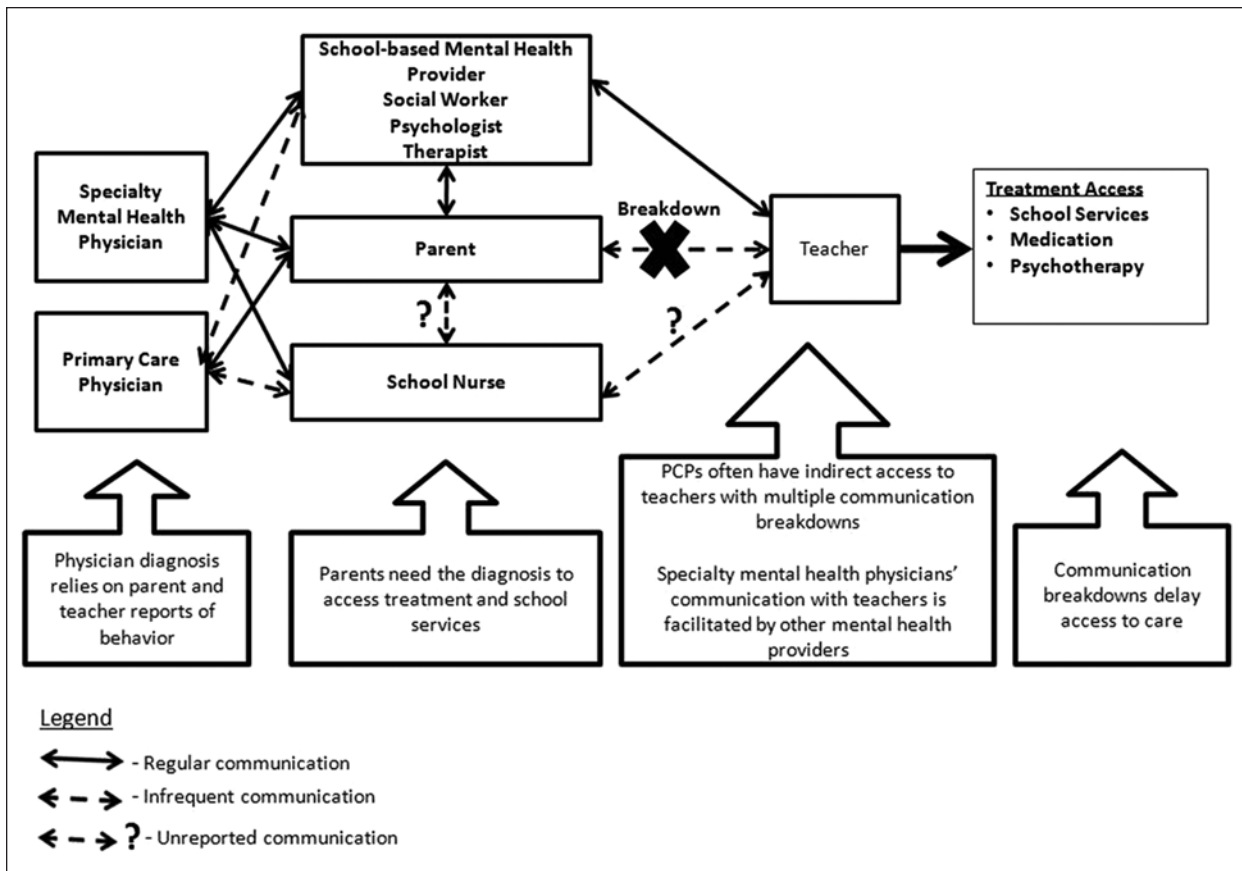 School-based Mental Health
Provider
Social Worker
Psychologist
Therapist
Specialty
Mental Health
Physician
Primary Care
Physician
Parent
School Nurse
?
Breakdown
?
Teacher
Treatment Access
• School Services
• Medication
• Psychotherapy
Physician diagnosis
relies on parent and
teacher reports of
behavior
Parents need the diagnosis to
access treatment and school
services
PCPs often have indirect access to
teachers with multiple communication
breakdowns
Specialty mental health physicians’
communication with teachers is
facilitated by other mental health
providers
Communication
breakdowns delay
access to care
Legend
- Regular communication
- Infrequent communication
? - Unreported communication